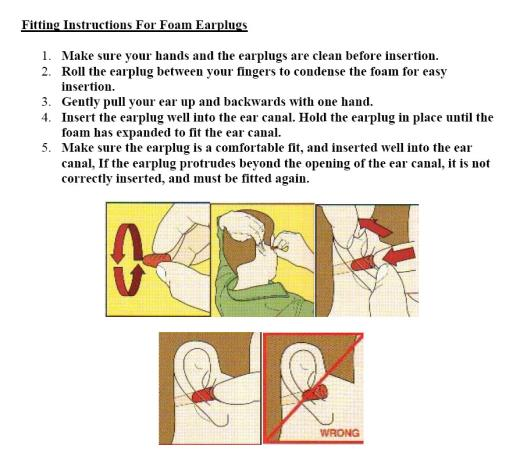 Fitting Instructions For Foam Earplugs
1. Make sure your hands and the earplugs are clean before insertion.
2. Roll the earplug between your fingers to condense the foam for easy
insertion.
3. Gently pull your ear up and backwards with one hand.
4. Insert the earplug well into the ear canal. Hold the earplug in place until the
foam has expanded to fit the ear canal.
5. Make sure the earplug is a comfortable fit, and inserted well into the ear
canal, If the earplug protrudes beyond the opening of the ear canal, it is not
correctly inserted, and must be fitted again.
WRONG